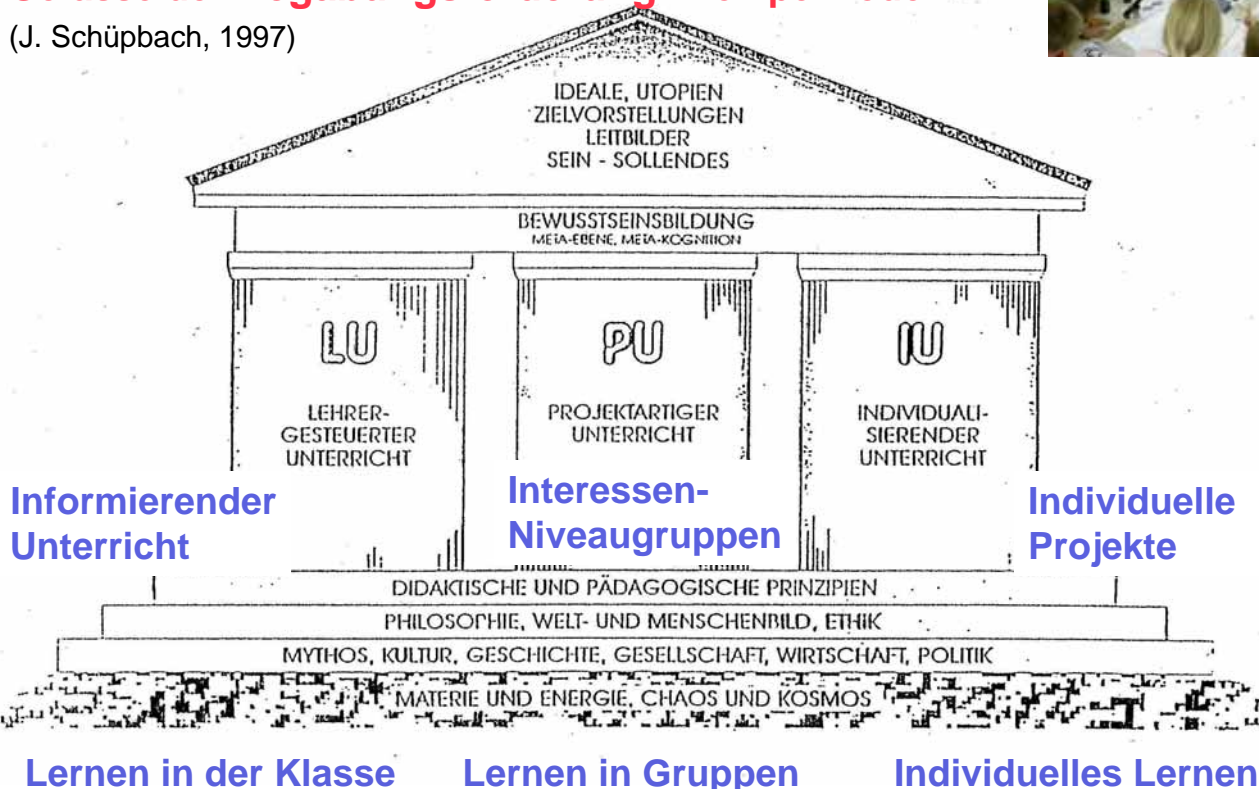 (J. Schüpbach, 1997)
IDEALE, UTOPIEN
ZIELVORSTELLUNGEN
LEITBILDER
SEIN - SOLLENDES
BEWUSSTSEINSBILDUNG
META-EBENE, META-KOGNITION
LU
LEHRER-
GESTEUERTER
UNTERRICHT
PU
PROJEKTARTIGER
UNTERRICHT
IU
INDIVIDUALI-
SIERENDER
UNTERRICHT
Informierender
Unterricht
Interessen-
Niveaugruppen
Individuelle
Projekte
DIDAKTISCHE UND PÄDAGOGISCHE PRINZIPIEN
PHILOSOPHIE, WELT- UND MENSCHENBILD, ETHIK
MYTHOS, KULTUR, GESCHICHTE, GESELLSCHAFT, WIRTSCHAFT, POLITIK
MATERIE UND ENERGIE, CHAOS UND KOSMOS
Lernen in der Klasse
Lernen in Gruppen
Individuelles Lernen